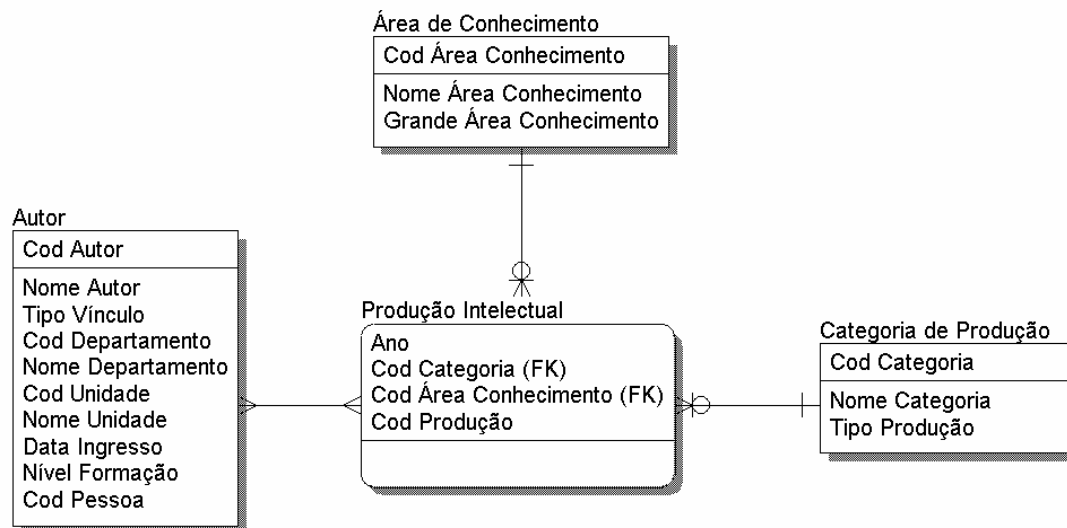 Área de Conhecimento
Cod Área Conhecimento
Nome Área Conhecimento
Grande Área Conhecimento
Autor
Cod Autor
Nome Autor
Tipo Vínculo
Cod Departamento
Nome Departamento
Cod Unidade
Nome Unidade
Data Ingresso
Nível Formação
Cod Pessoa
Produção Intelectual
Ano
Cod Categoria (FK)
Cod Área Conhecimento (FK)
Cod Produção
Categoria de Produção
Cod Categoria
Nome Categoria
Tipo Produção